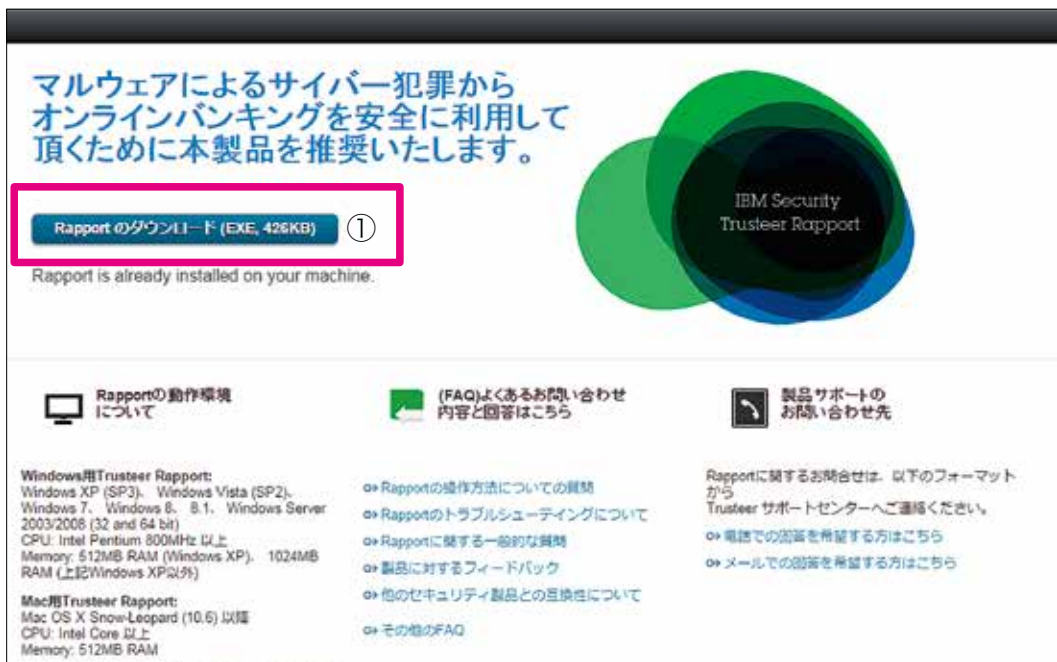 マルウェアによるサイバー犯罪から
オンラインバンキングを安全に利用して
頂くために本製品を推奨いたします。
Rapport のダウンロード (EXE, 426KB)
①
Rapport is already installed on your machine.
IBM Security
Trusteer Rapport
Rapportの動作環境
について
Windows用Trusteer Rapport:
Windows XP (SP3)、 Windows Vista (SP2)、
Windows 7、 Windows 8、 8.1、 Windows Server
2003/2008 (32 and 64 bit)
CPU: Intel Pentium 800MHz 以上
Memory: 512MB RAM (Windows XP)、 1024MB
RAM (上記Windows XP以外)
Mac用Trusteer Rapport:
Mac OS X Snow-Leopard (10.6) 以降
CPU: Intel Core 以上
Memory: 512MB RAM
(FAQ)よくあるお問い合わせ
内容と回答はこちら
Rapportの操作方法についての質問
Rapportのトラブルシューテイングについて
Rapportに関する一般的な質問
製品に対するフィードバック
他のセキュリティ製品との互換性について
その他のFAQ
製品サポートの
お問い合わせ先
Rapportに関するお問合せは、以下のフォーマット
から
Trusteer サポートセンターへご連絡ください。
電話での回答を希望する方はこちら
メールでの回答を希望する方はこちら